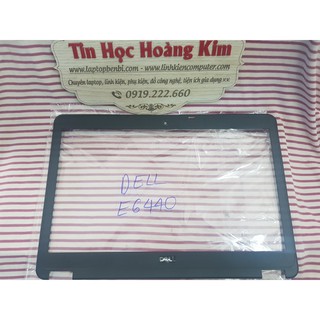 Tin Học Hoàng Kim
www.laptopbenbi.com - www.linhkiencomputer.com
Chuyên laptop, linh kiện, phụ kiện, đồ công nghệ, tiện ích gia dụng
0919.222.660
DELL
E6440
DELL